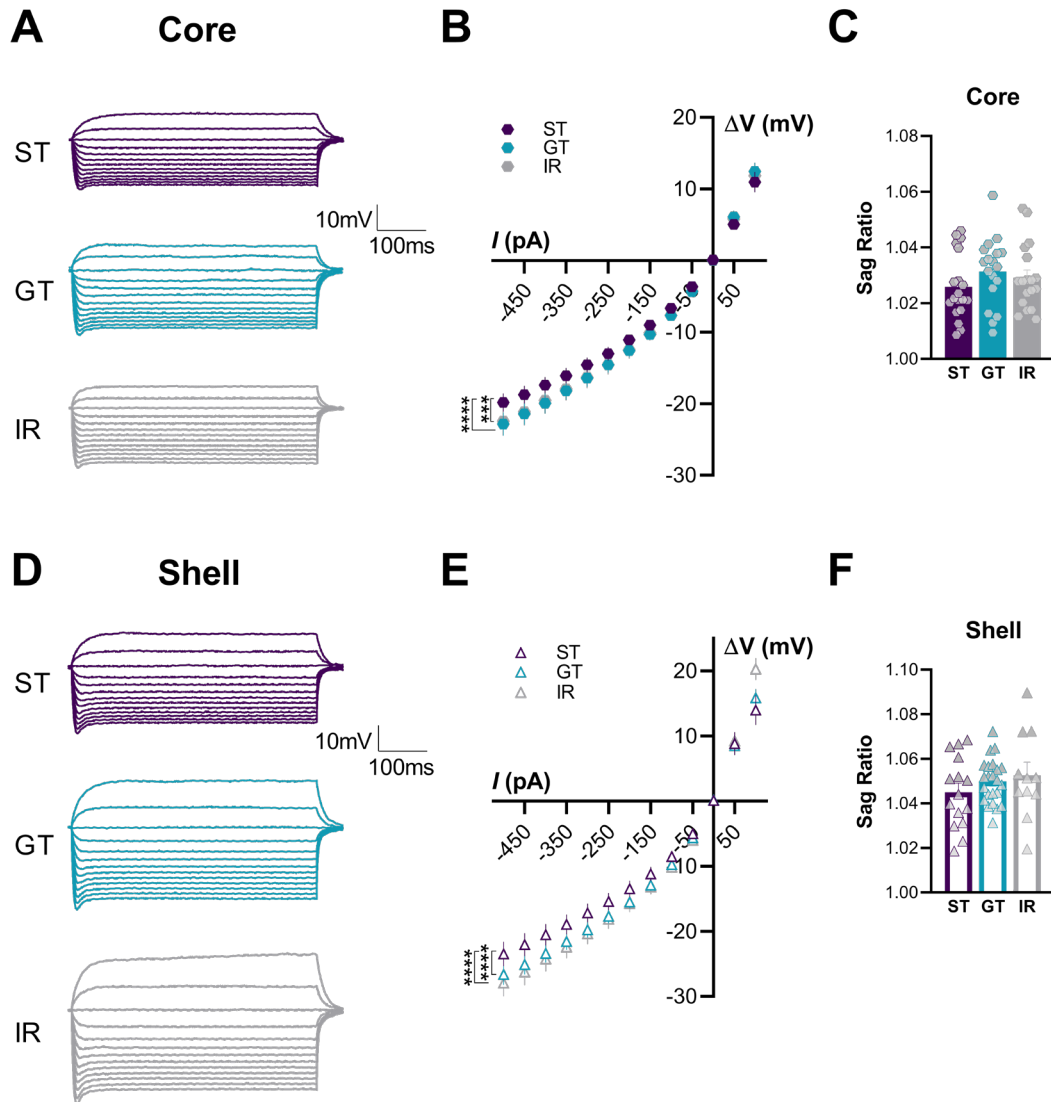 A
Core
ST
GT
IR
10mV
100ms
B
ΔV (mV)
ST
GT
IR
I (pA)
20
10
-10
-20
-30
-450
-350
-250
-150
-50
50
****
***
C
Core
Sag Ratio
1.08
1.06
1.04
1.02
1.00
ST GT IR
D
Shell
ST
GT
IR
10mV
100ms
E
ΔV (mV)
ST
GT
IR
I (pA)
20
10
-10
-20
-30
-450
-350
-250
-150
-50
50
****
****
F
Shell
Sag Ratio
1.10
1.08
1.06
1.04
1.02
1.00
ST GT IR